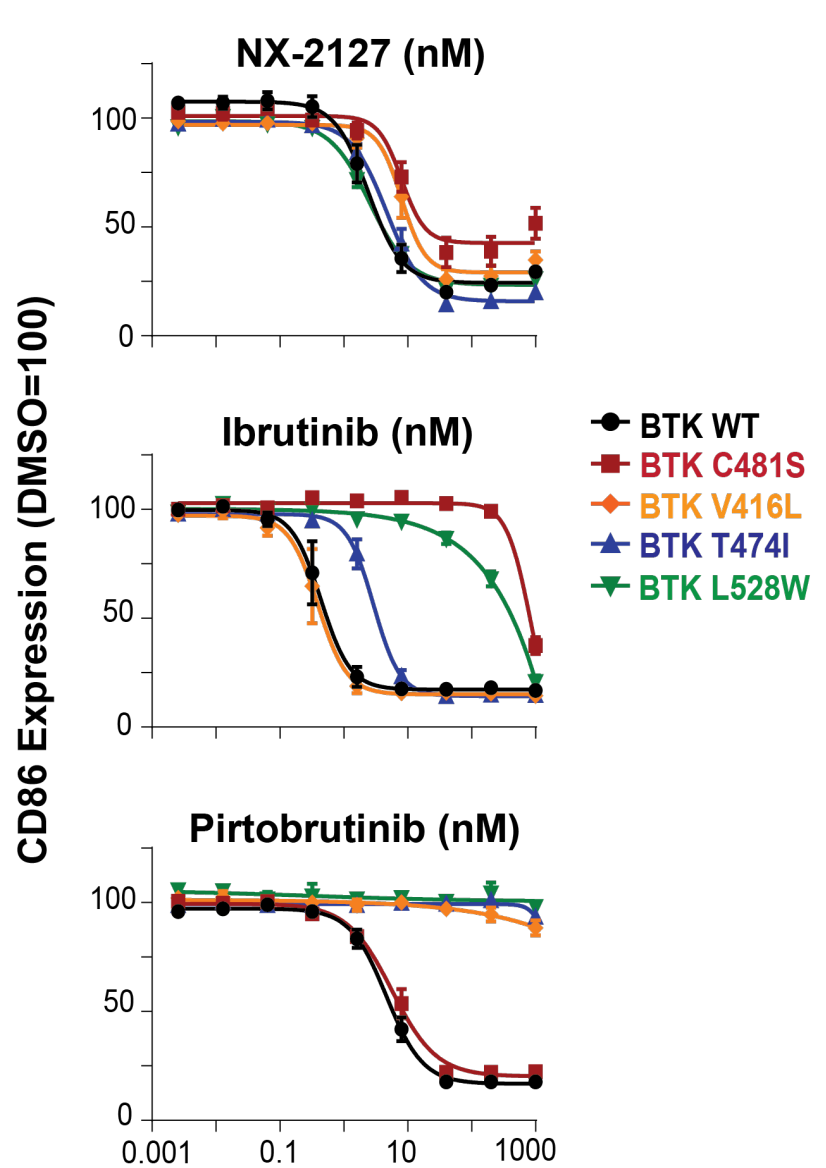 NX-2127 (nM)
100
50
0
CD86 Expression (DMSO=100)
Ibrutinib (nM)
100
50
0
BTK WT
BTK C481S
BTK V416L
BTK T474I
BTK L528W
Pirtobrutinib (nM)
100
50
0
0.001 0.1 10 1000